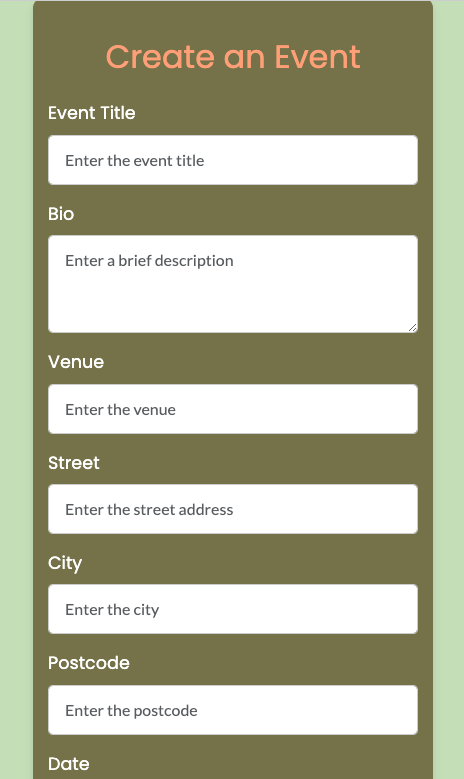 Create an Event
Event Title
Enter the event title
Bio
Enter a brief description
Venue
Enter the venue
Street
Enter the street address
City
Enter the city
Postcode
Enter the postcode
Date